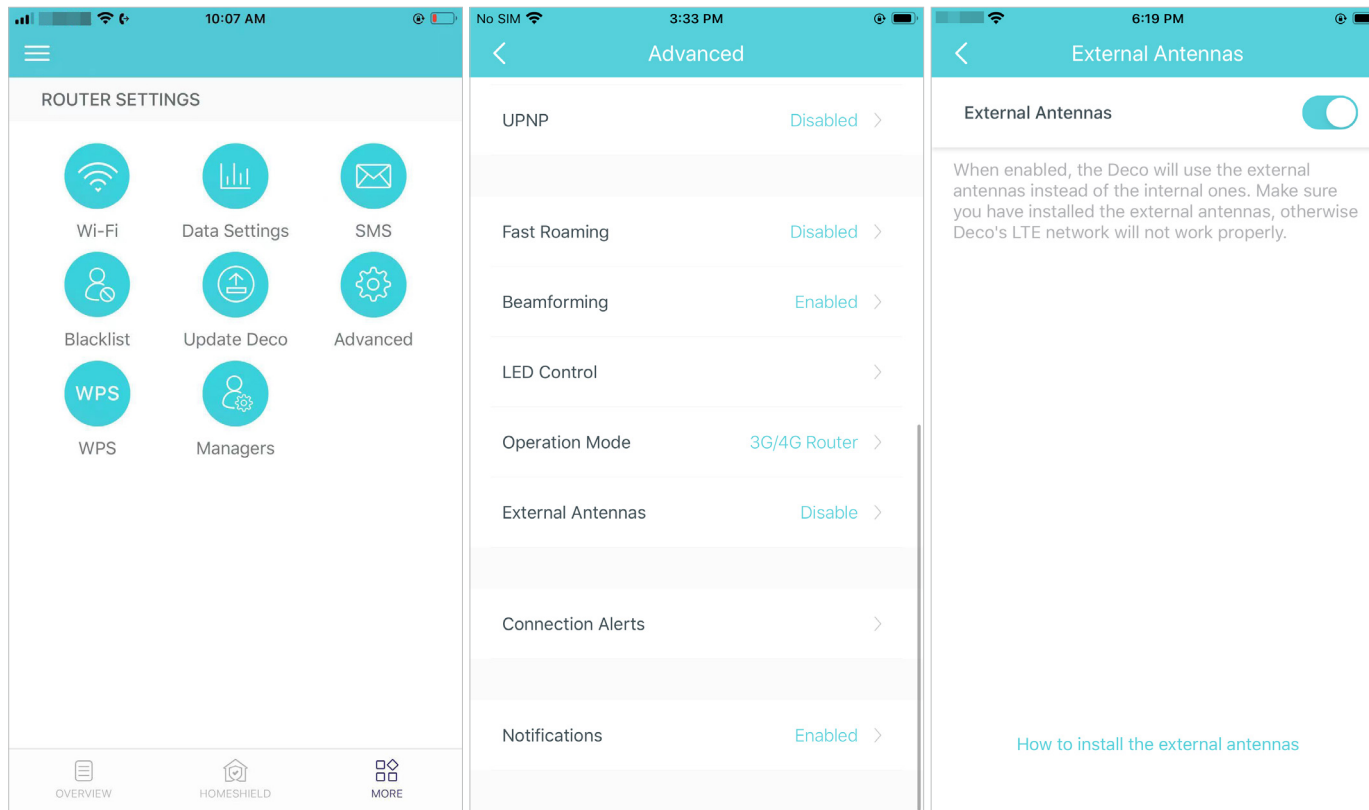 10:07 AM
ROUTER SETTINGS
Wi-Fi
Data Settings
SMS
Blacklist
Update Deco
Advanced
WPS
WPS
Managers
OVERVIEW
HOMESHIELD
MORE
No SIM
3:33 PM
Advanced
UPNP Disabled
Fast Roaming Disabled
Beamforming Enabled
LED Control
Operation Mode 3G/4G Router
External Antennas Disable
Connection Alerts
Notifications Enabled
6:19 PM
External Antennas
External Antennas
When enabled, the Deco will use the external
antennas instead of the internal ones. Make sure
you have installed the external antennas, otherwise
Deco's LTE network will not work properly.
How to install the external antennas